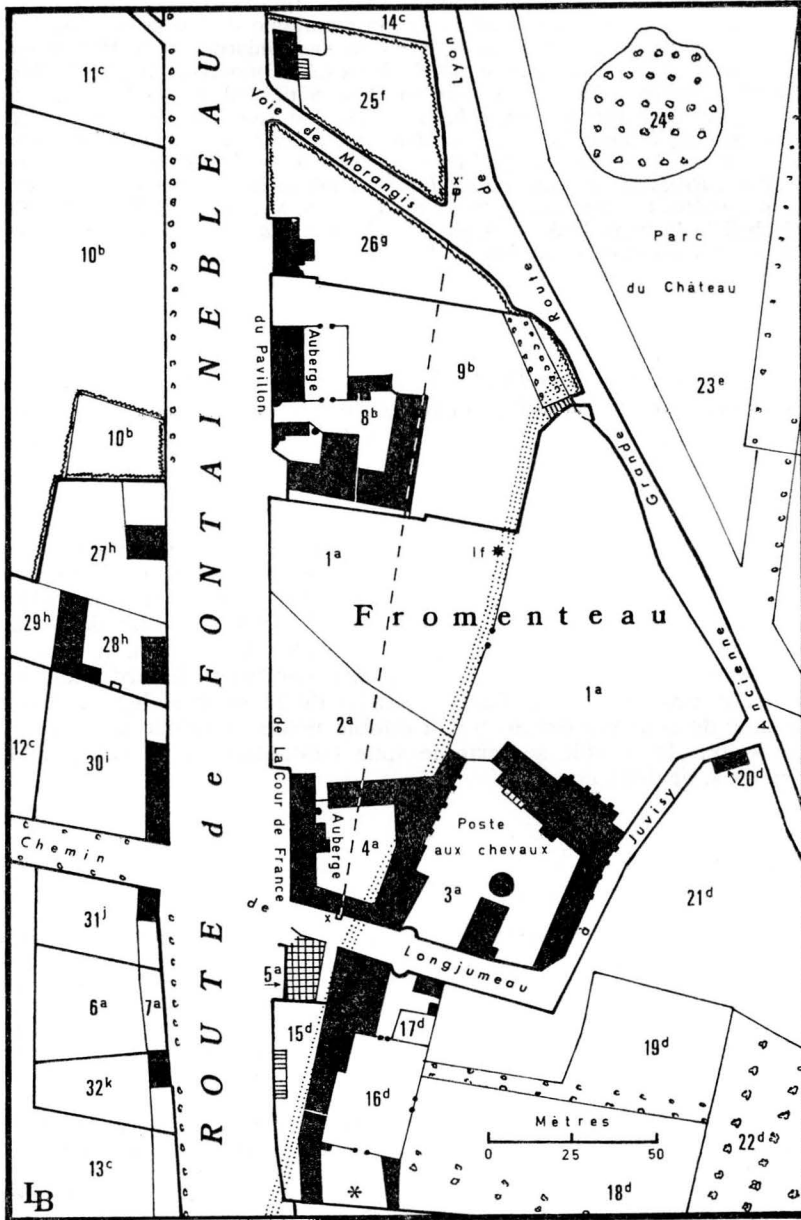 14c
11c
25f
Lyon
24e
Voie de Morangis
x'
26g
10b
Parc
du Château
de
Route
Grande
Ancienne
ROUTE de FONTAINEBLEAU
Auberge
du Pavillon
9b
8b
23e
10b
27h
1a
If
Fromenteau
29h
28h
1a
2a
12c
30i
de La Cour de France
Auberge
4a
Poste
aux chevaux
3a
20d
Chemin
de
Longjumeau
à
Juvisy
x
21d
31j
5a
6a
7a
15d
17d
19d
32k
16d
Mètres
0 25 50
22d
13c
18d
*
LB